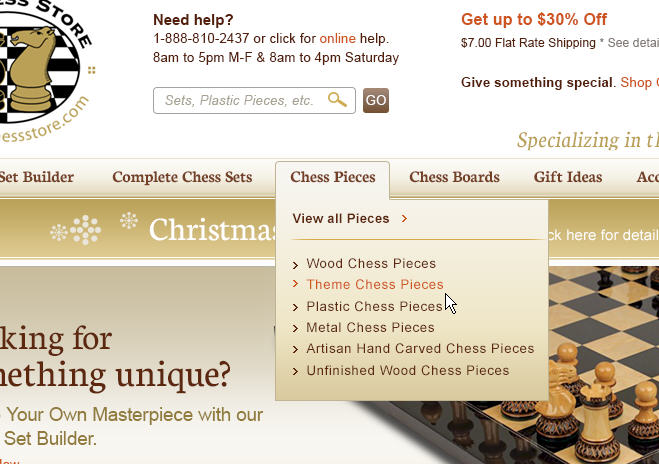 ess Store
essstore.com
Need help?
1-888-810-2437 or click for online help.
8am to 5pm M-F & 8am to 4pm Saturday
Sets, Plastic Pieces, etc.
GO
Get up to $30% Off
$7.00 Flat Rate Shipping * See detai
Give something special. Shop
Specializing in
Set Builder
Complete Chess Sets
Chess Pieces
Chess Boards
Gift Ideas
Acc
Christmas
ck here for detail
View all Pieces
Wood Chess Pieces
Theme Chess Pieces
Plastic Chess Pieces
Metal Chess Pieces
Artisan Hand Carved Chess Pieces
Unfinished Wood Chess Pieces
king for
mething unique?
Your Own Masterpiece with our
Set Builder.